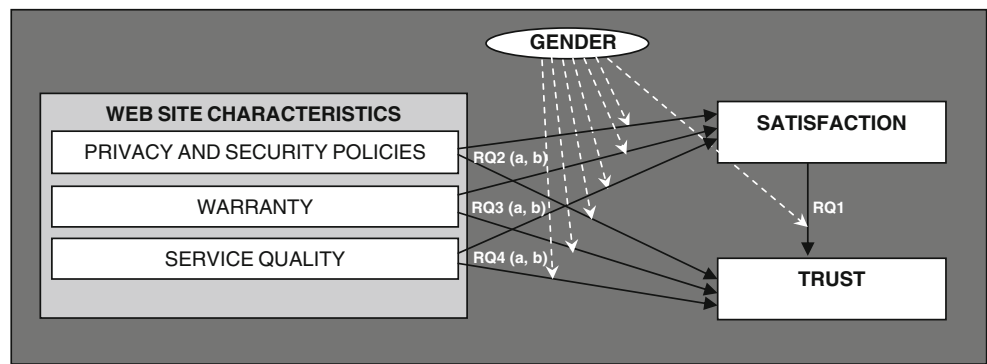 GENDER
WEB SITE CHARACTERISTICS
PRIVACY AND SECURITY POLICIES
WARRANTY
SERVICE QUALITY
RQ2 (a, b)
RQ3 (a, b)
RQ4 (a, b)
SATISFACTION
RQ1
TRUST